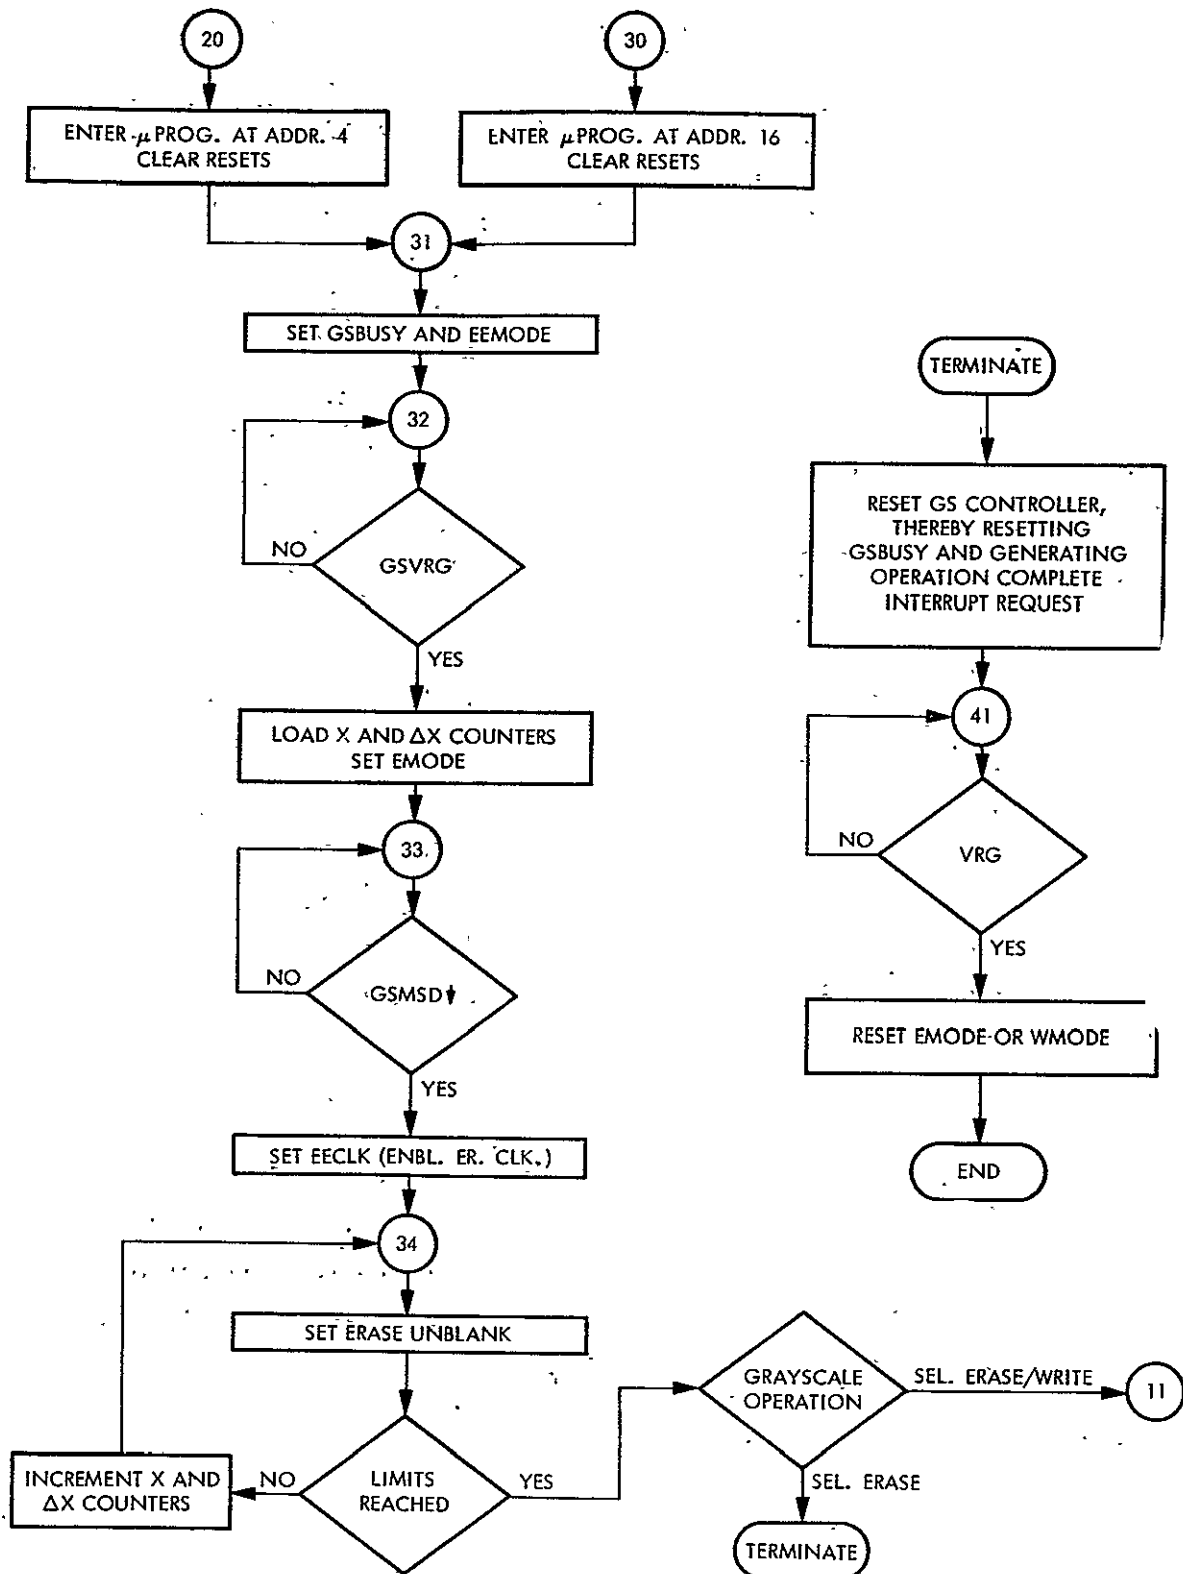 20
30
ENTER μ PROG. AT ADDR. 4
CLEAR RESETS
ENTER μ PROG. AT ADDR. 16
CLEAR RESETS
31
SET GSBUSY AND EEMODE
32
GSVRG
NO
YES
LOAD X AND ΔX COUNTERS
SET EMODE
33
GSMSD↓
NO
YES
SET EECLK (ENBL. ER. CLK.)
34
SET ERASE UNBLANK
LIMITS
REACHED
NO
INCREMENT X AND
ΔX COUNTERS
YES
GRAYSCALE
OPERATION
SEL. ERASE/WRITE
11
SEL. ERASE
TERMINATE
TERMINATE
RESET GS CONTROLLER,
THEREBY RESETTING
GSBUSY AND GENERATING
OPERATION COMPLETE
INTERRUPT REQUEST
41
VRG
NO
YES
RESET EMODE OR WMODE
END